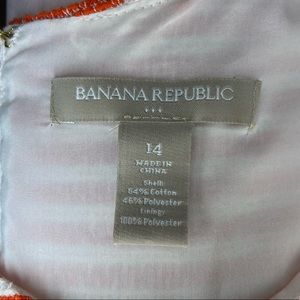 BANANA REPUBLIC
14
MADE IN
CHINA
Shell:
54% Cotton
46% Polyester
Lining:
100% Polyester